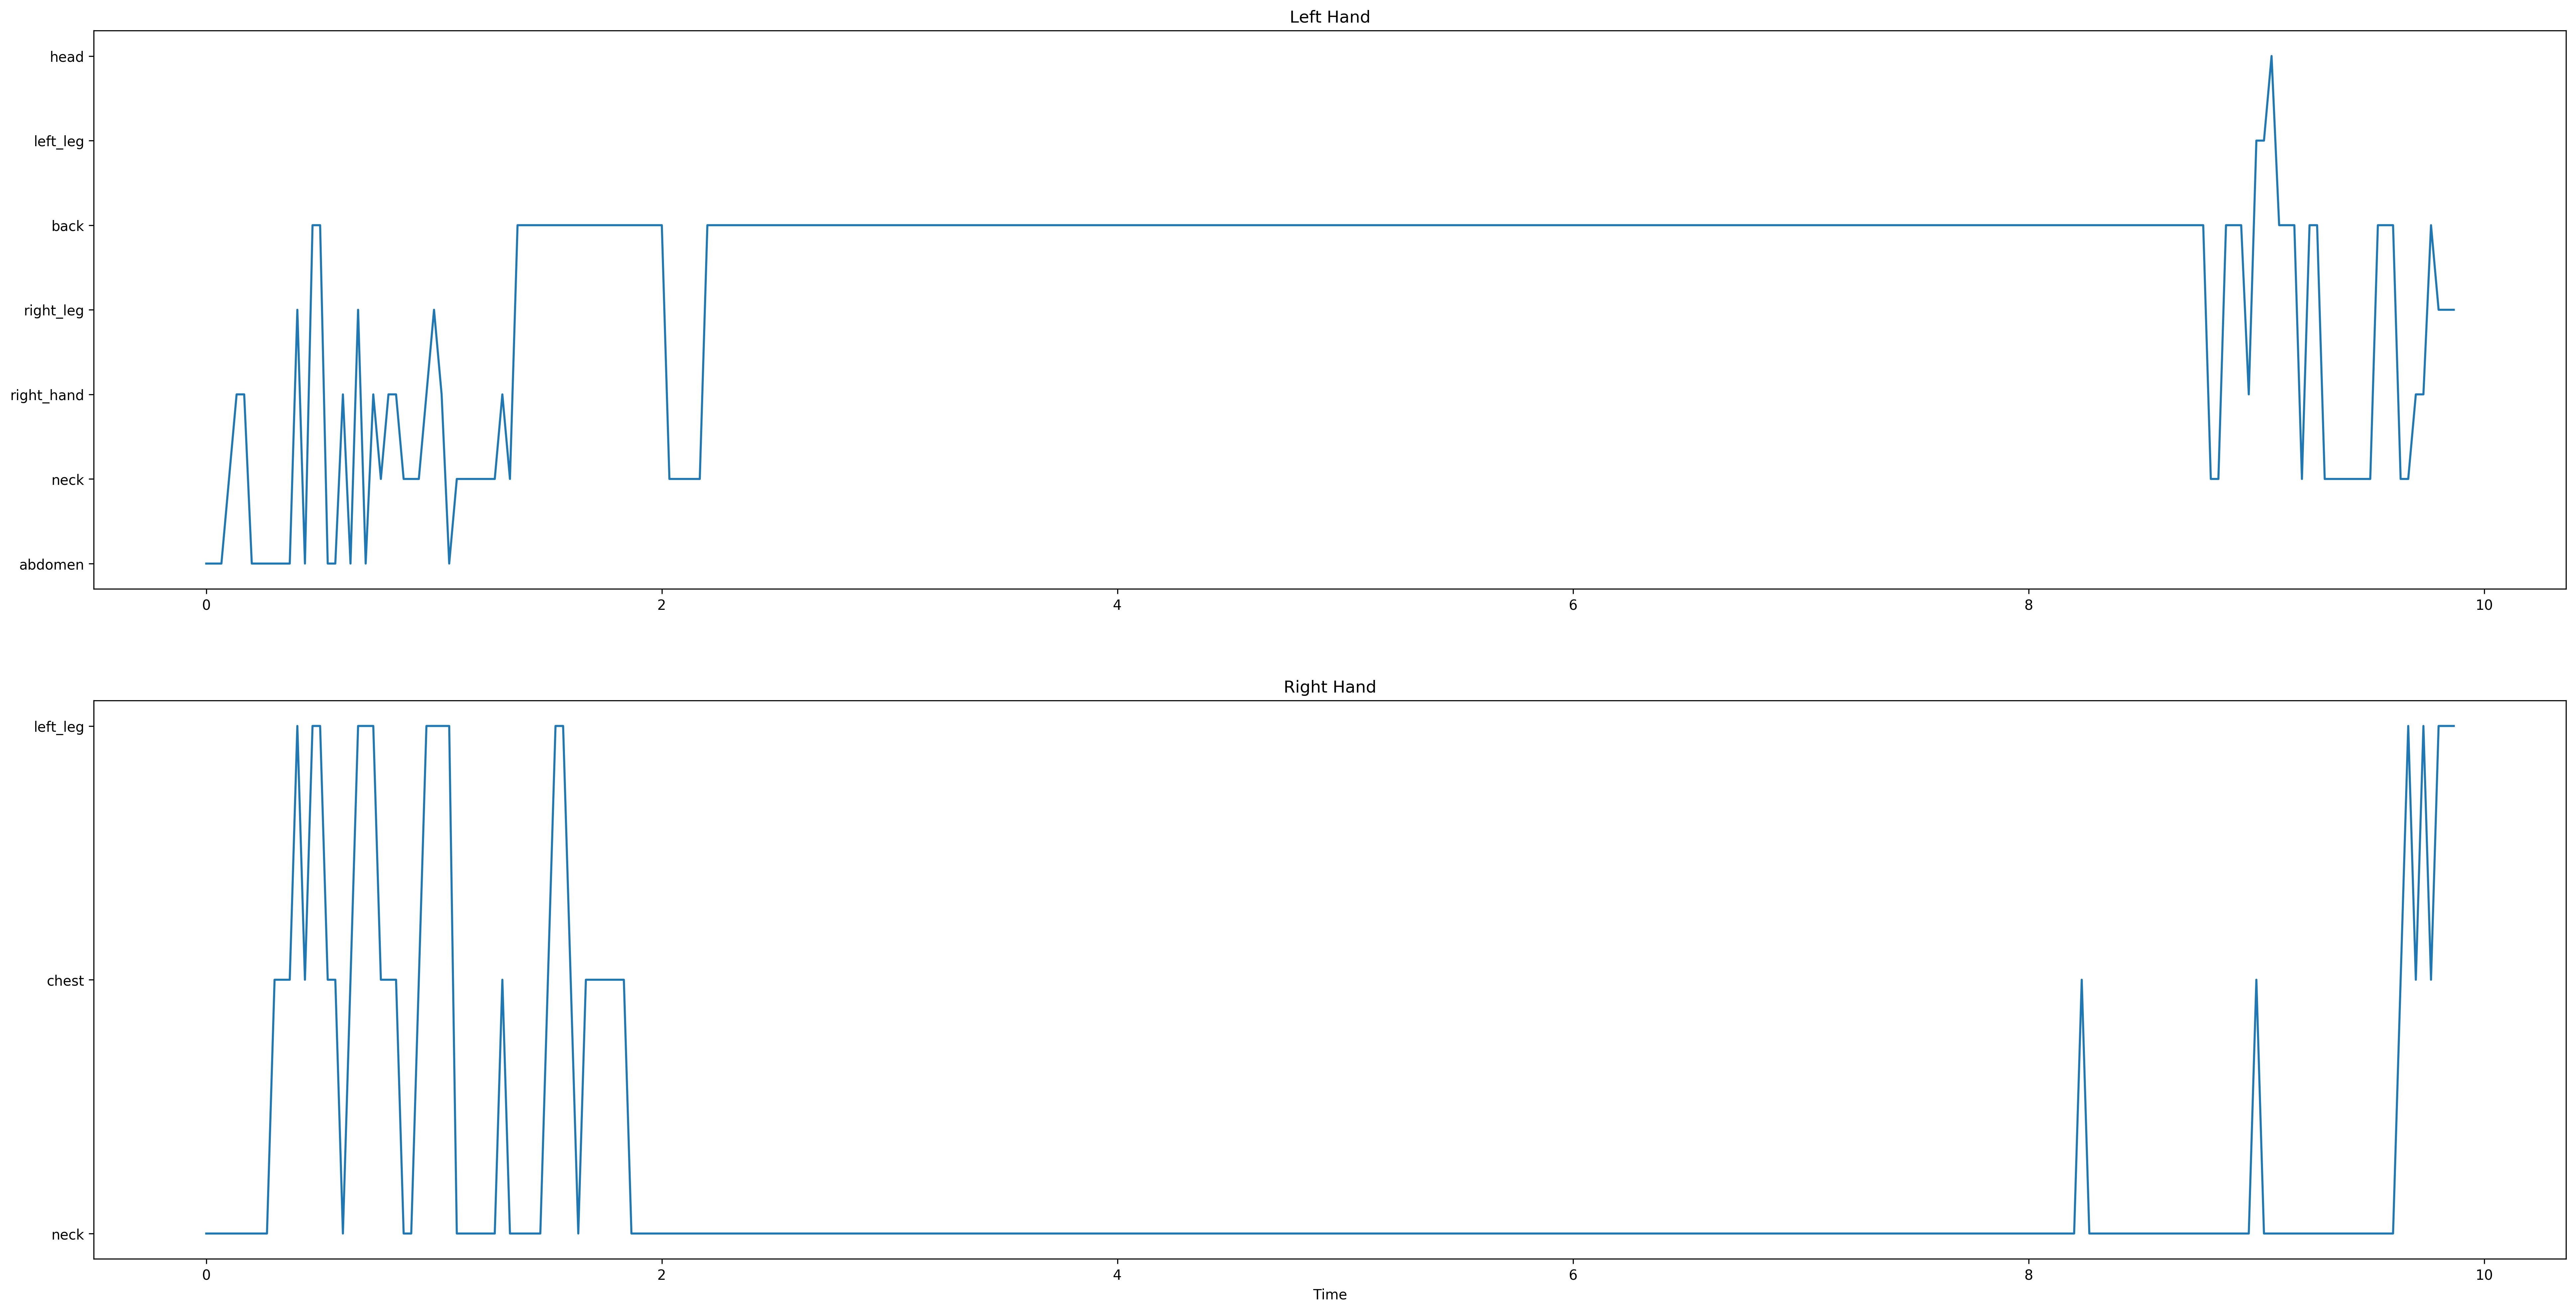 Left Hand
head
left_leg
back
right_leg
right_hand
neck
abdomen
0 2 4 6 8 10
Right Hand
left_leg
chest
neck
0 2 4 6 8 10
Time